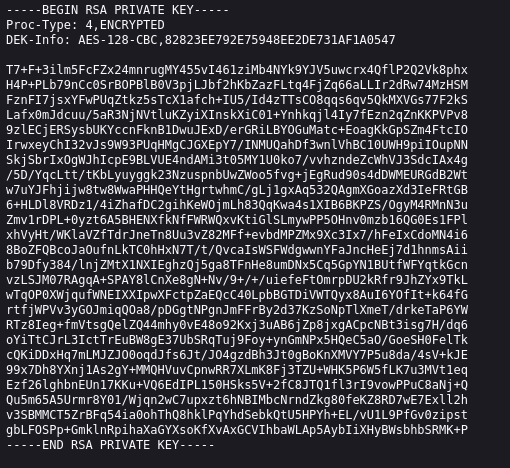 -----BEGIN RSA PRIVATE KEY-----
Proc-Type: 4,ENCRYPTED
DEK-Info: AES-128-CBC,82823EE792E75948EE2DE731AF1A0547

T7+F+3ilm5FcFZx24mnrugMY455vI461ziMb4NYk9YJV5uwcrx4QflP2Q2Vk8phx
H4P+PLb79nCc0SrBOPBlB0V3pjLJbf2hKbZazFLtq4FjZq66aLLIr2dRw74MzHSM
FznFI7jsxYFwPUqZtkz5sTcX1afch+IU5/Id4zTTsCO8qqs6qv5QkMXVGs77F2kS
Lafx0mJdcuu/5aR3NjNVtluKZyiXInskXiC01+Ynhkqjl4Iy7fEzn2qZnKKPVPv8
9zlECjERSysbUKYccnFknB1DwuJExD/erGRiLBYOGuMatc+EoagKkGpSZm4FtcIO
IrwxeyChI32vJs9W93PUqHMgCJGXEpY7/INMUQahDf3wnlVhBC10UWH9piIOupNN
SkjSbrIxOgWJhIcpE9BLVUE4ndAMi3t05MY1U0ko7/vvhzndeZcWhVJ3SdcIAx4g
/5D/YqcLtt/tKbLyuyggk23NzuspnbUwZWoo5fvg+jEgRud90s4dDWMEURGdB2Wt
w7uYJFhjijw8tw8WwaPHHQeYtHgrtwhmC/gLj1gxAq532QAgmXGoazXd3IeFRtGB
6+HLDl8VRDz1/4iZhafDC2gihKeWOjmLh83QqKwa4s1XIB6BKPZS/OgyM4RMnN3u
Zmv1rDPL+0yzt6A5BHENXfkNfFWRWQxvKtiGlSLmywPP5OHnv0mzb16QG0Es1FPl
xhVyHt/WKlaVZfTdrJneTn8Uu3vZ82MFf+evbdMPZMx9Xc3Ix7/hFeIxCdoMN4i6
8BoZFQBcoJaOufnLkTC0hHxN7T/t/QvcaIsWSFWdgwwnYFaJncHeEj7d1hnmsAii
b79Dfy384/lnjZMtX1NXIEghzQj5ga8TFnHe8umDNx5Cq5GpYN1BUtfWFYqtkGcn
vzLSJM07RAgqA+SPAY8lCnXe8gN+Nv/9+/+/uiefeFtOmrpDU2kRfr9JhZYx9TkL
wTqOP0XWjqufWNEIXXIpwXFctpZaEQcC40LpbBGTDiVWTQyx8AuI6YOfIt+k64fG
rtfjWPVv3yGOJmiqQOa8/pDGgtNPgnJmFFrBy2d37KzSoNpTlXmeT/drkeTaP6YW
RTz8Ieg+fmVtsgQelZQ44mhy0vE48o92Kxj3uAB6jZp8jxgACpcNBt3isg7H/dq6
oYiTtCJrL3IctTrEuBW8gE37UbSRqTuj9Foy+ynGmNPx5HQeC5aO/GoeSH0FelTk
cQKiDDxHq7mLMJZJO0oqdJfs6Jt/JO4gzdBh3Jt0gBoKnXMVY7P5u8da/4sV+kJE
99x7Dh8YXnj1As2gY+MMQHVuvCpnwRR7XLmK8Fj3TZU+WHK5P6W5fLK7u3MVt1eq
Ezf26lghbnEUn17KKu+VQ6EdIPL150HSks5V+2fC8JTQ1fl3rI9vowPPuC8aNj+Q
Qu5m65A5Urmr8Y01/Wjqn2wC7upxzt6hNBIMbcNrndZkg80feKZ8RD7wE7Exll2h
v3SBMMCT5ZrBFq54ia0ohThQ8hklPqYhdSebkQtU5HPYh+EL/vU1L9PfGv0zipst
gbLFOSPp+GmklnRpihaXaGYXsoKfXvAxGCVIhbaWLAp5AybIiXHyBWsbhbSRMK+P
-----END RSA PRIVATE KEY-----